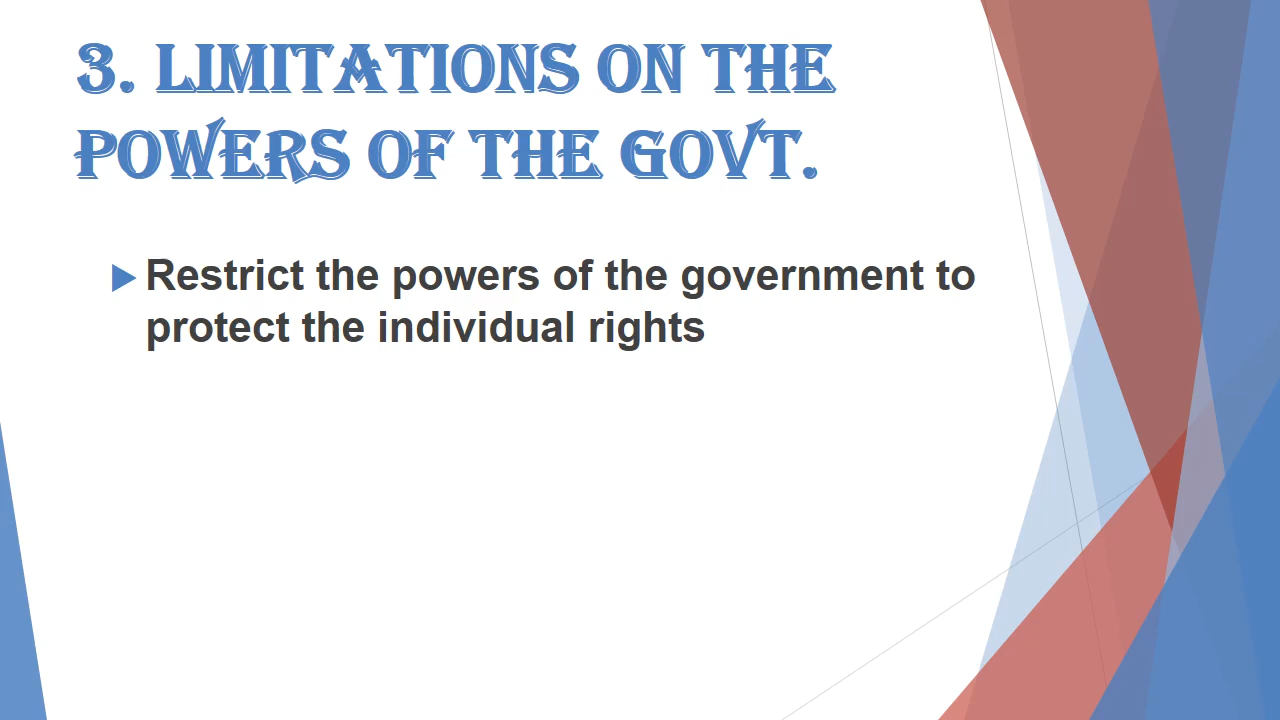 3. LIMITATIONS ON THE
POWERS OF THE GOVT.
Restrict the powers of the government to
protect the individual rights